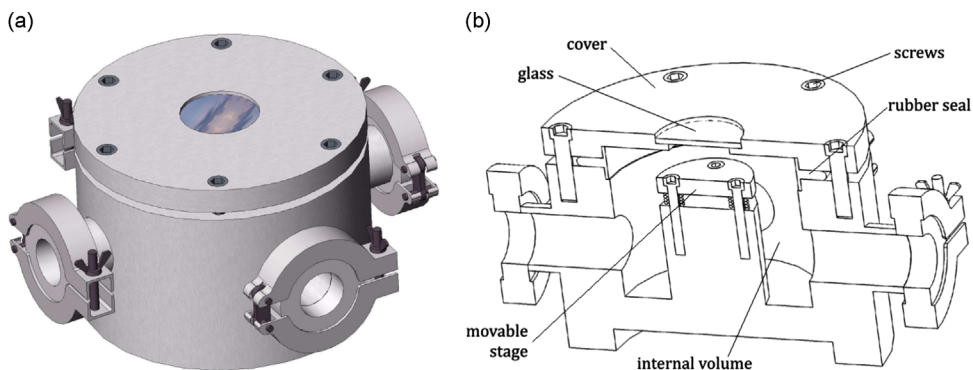 (a)
(b)
cover
screws
glass
rubber seal
movable
stage
internal volume